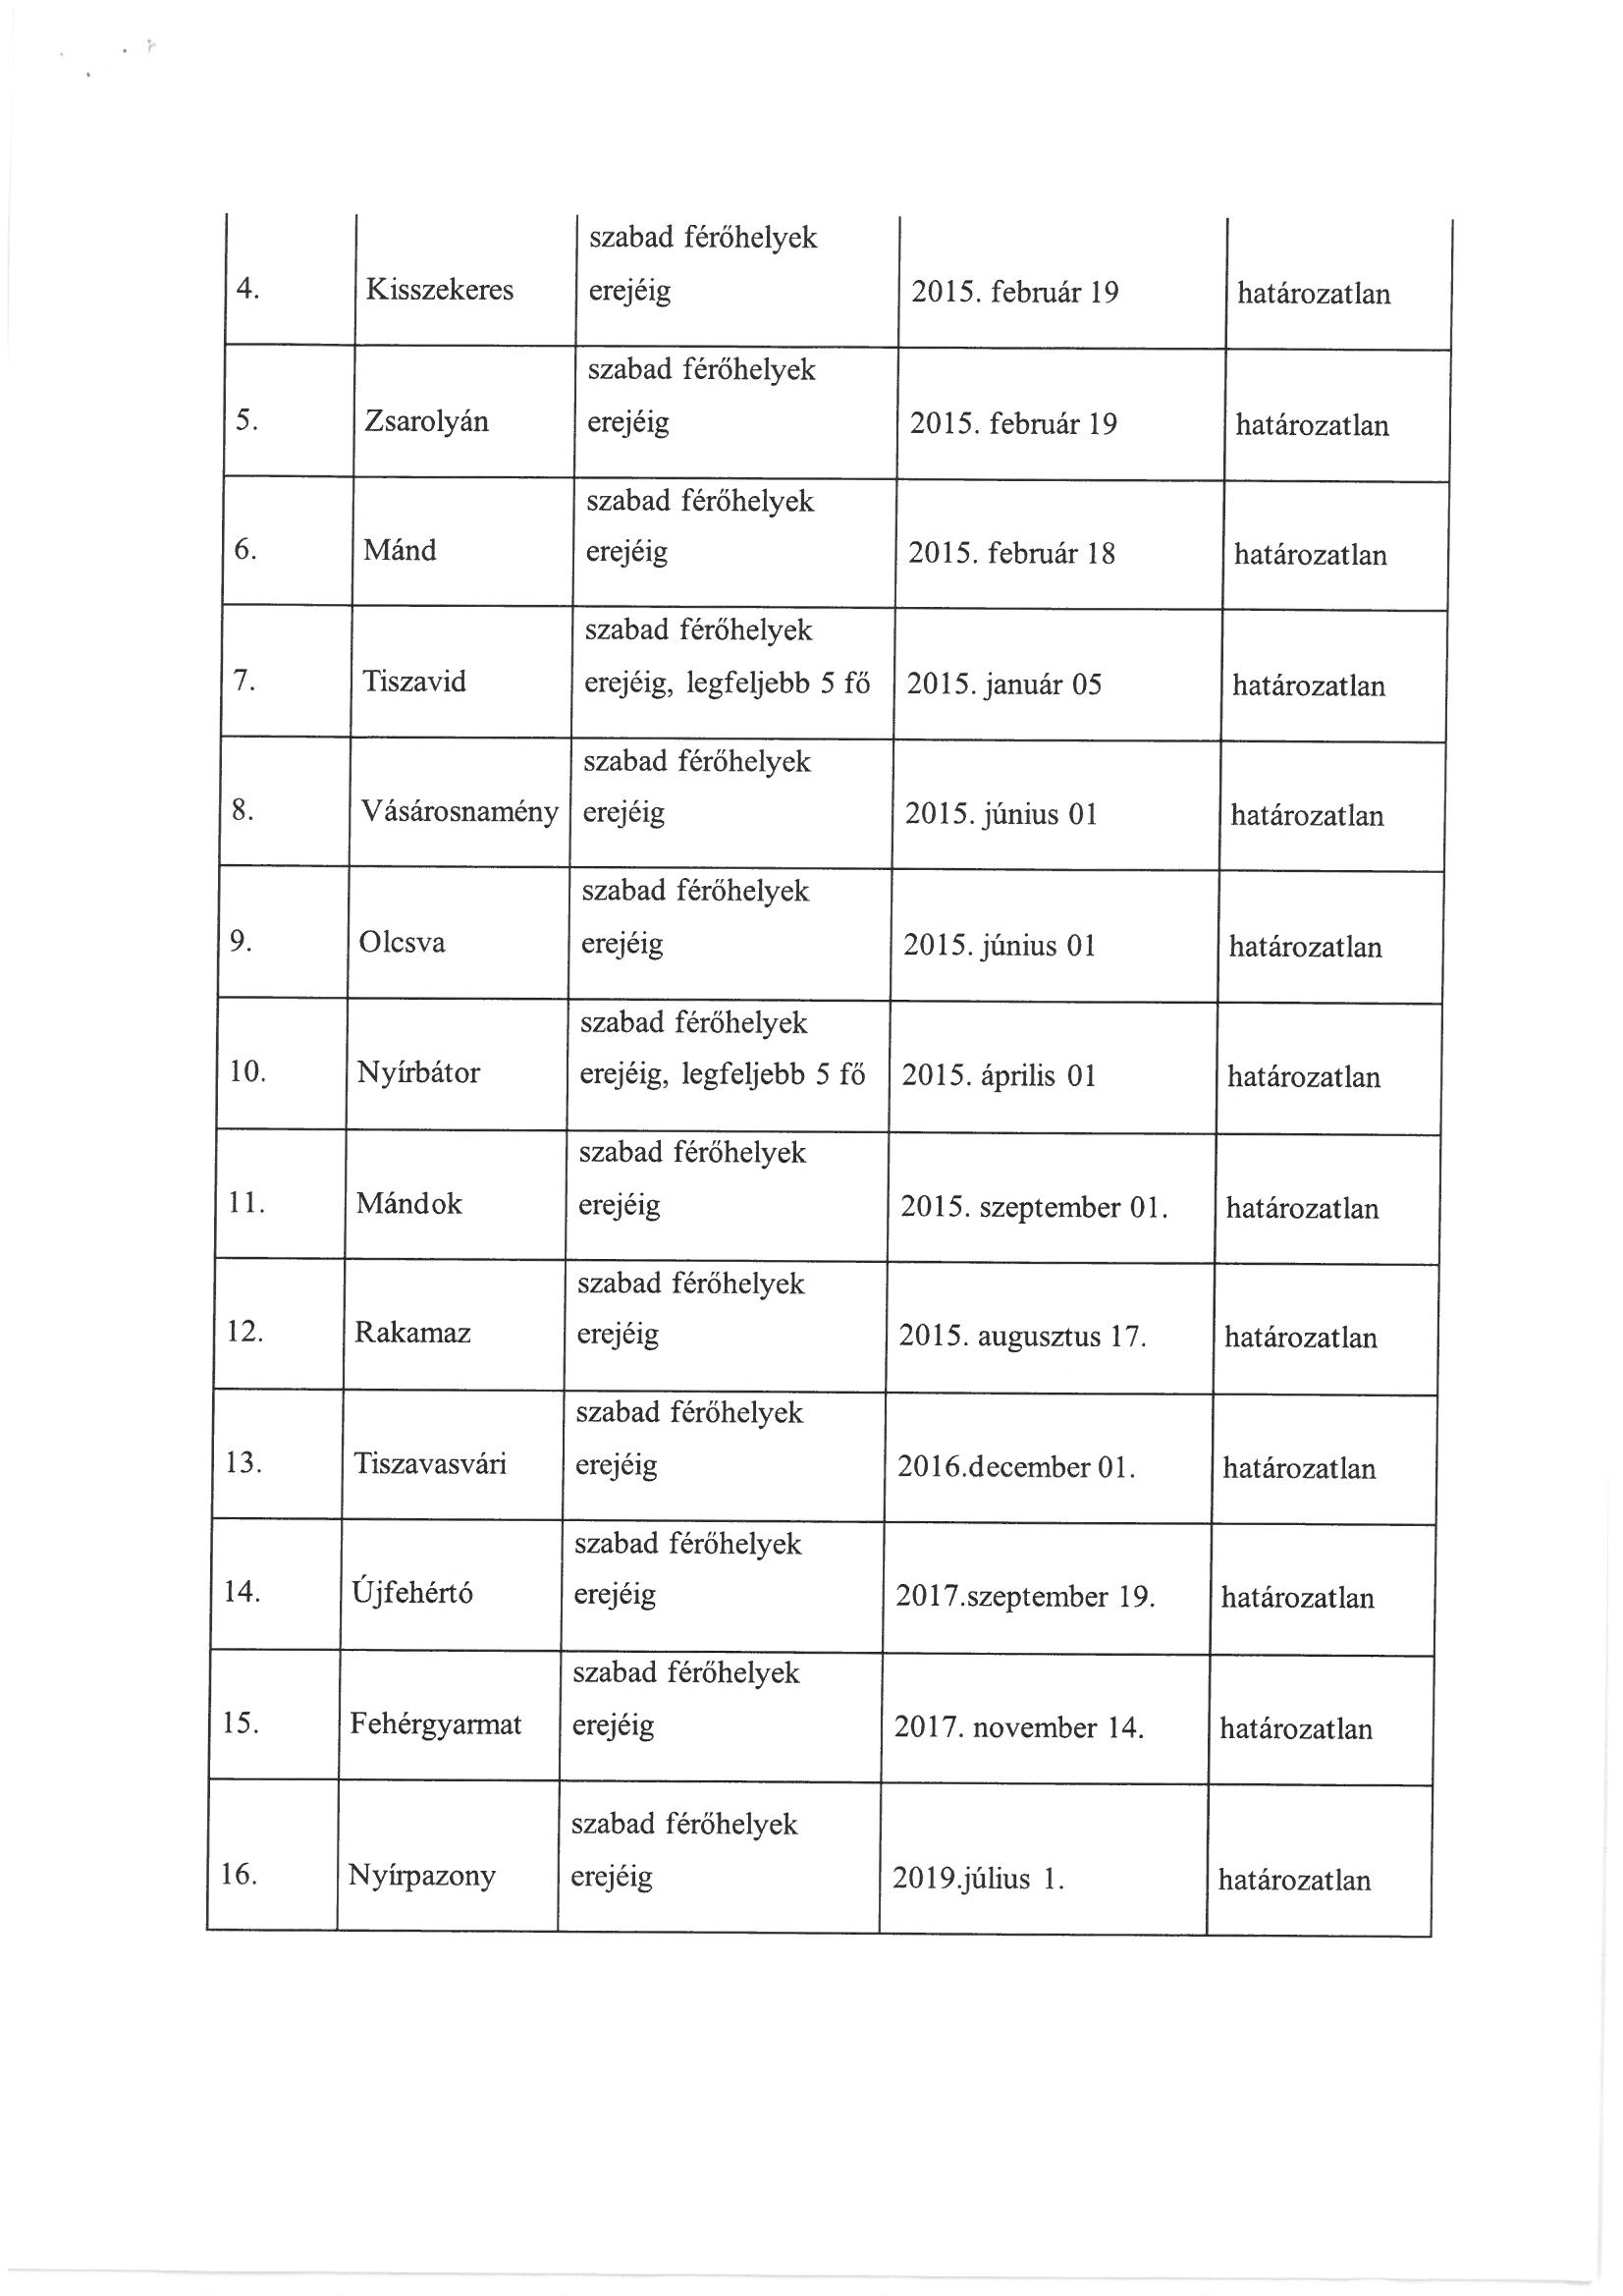 szabad férőhelyek
4. Kisszekeres erejéig 2015. február 19 határozatlan
szabad férőhelyek
5. Zsarolyán erejéig 2015. február 19 határozatlan
szabad férőhelyek
6. Mánd erejéig 2015. február 18 határozatlan
szabad férőhelyek
7. Tiszavid erejéig, legfeljebb 5 fő 2015. január 05 határozatlan
szabad férőhelyek
8. Vásárosnamény erejéig 2015. június 01 határozatlan
szabad férőhelyek
9. Olcsva erejéig 2015. június 01 határozatlan
szabad férőhelyek
10. Nyírbátor erejéig, legfeljebb 5 fő 2015. április 01 határozatlan
szabad férőhelyek
11. Mándok erejéig 2015. szeptember 01. határozatlan
szabad férőhelyek
12. Rakamaz erejéig 2015. augusztus 17. határozatlan
szabad férőhelyek
13. Tiszavasvári erejéig 2016.december 01. határozatlan
szabad férőhelyek
14. Újfehértó erejéig 2017.szeptember 19. határozatlan
szabad férőhelyek
15. Fehérgyarmat erejéig 2017. november 14. határozatlan
szabad férőhelyek
16. Nyírpazony erejéig 2019.július 1. határozatlan